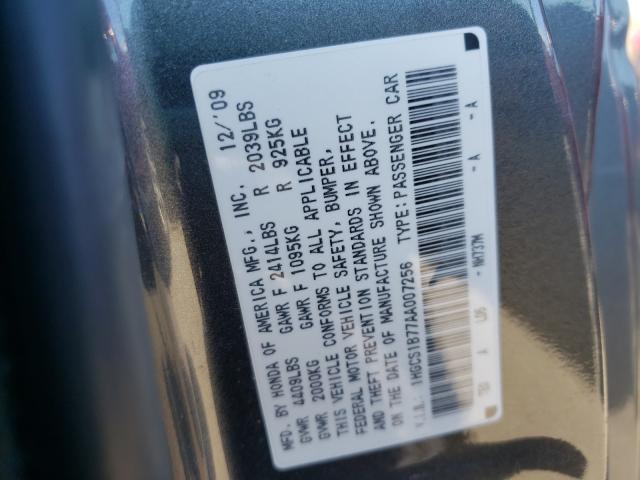 MFD. BY HONDA OF AMERICA MFG., INC. 12/'09
GVWR 4409LBS GAWR F 2414LBS R 2039LBS
GVWR 2000KG GAWR F 1095KG R 925KG
THIS VEHICLE CONFORMS TO ALL APPLICABLE
FEDERAL MOTOR VEHICLE SAFETY, BUMPER,
AND THEFT PREVENTION STANDARDS IN EFFECT
ON THE DATE OF MANUFACTURE SHOWN ABOVE.
V.I.N.: 1HGCS1B77AA007256 TYPE:PASSENGER CAR
A - NH737M - A - A